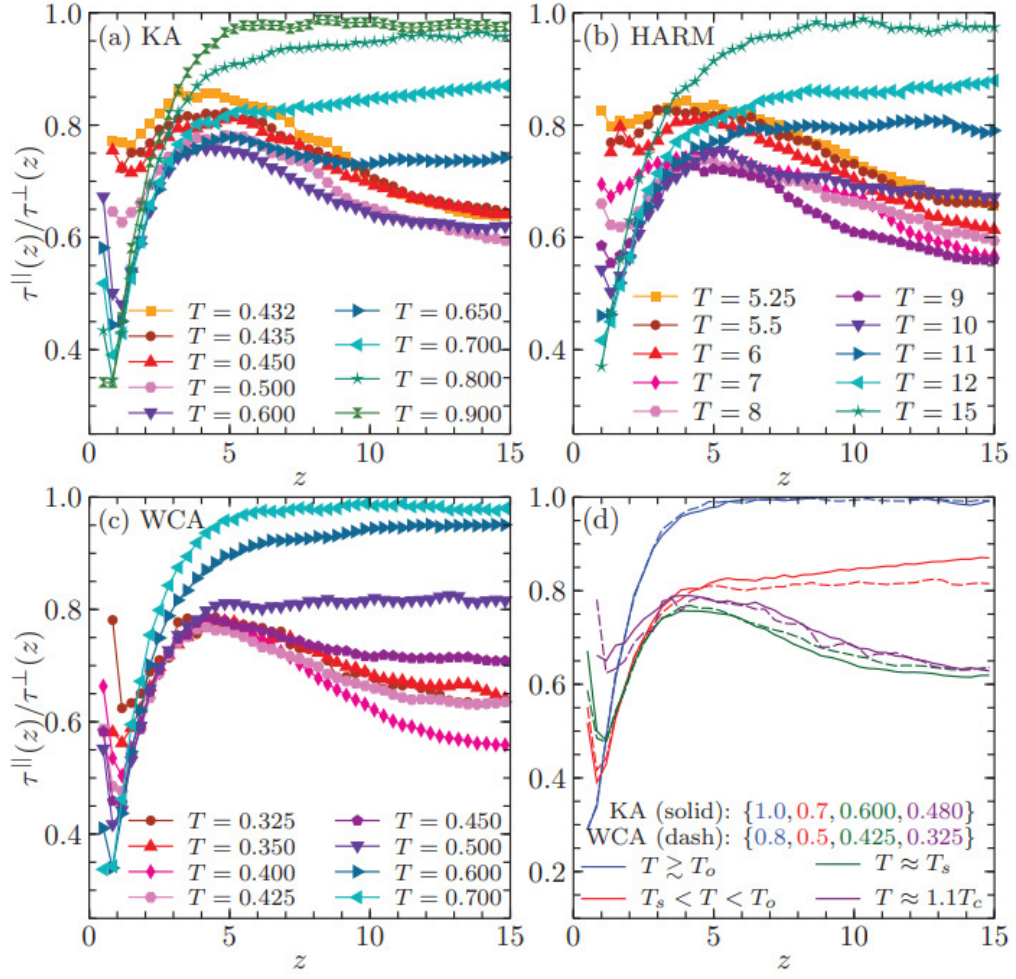 (a) KA
1.0
0.8
0.6
0.4
τ^||(z)/τ^⊥(z)
T = 0.432
T = 0.435
T = 0.450
T = 0.500
T = 0.600
T = 0.650
T = 0.700
T = 0.800
T = 0.900
0 5 10 15
z
(b) HARM
1.0
0.8
0.6
0.4
T = 5.25
T = 5.5
T = 6
T = 7
T = 8
T = 9
T = 10
T = 11
T = 12
T = 15
0 5 10 15
z
(c) WCA
1.0
0.8
0.6
0.4
τ^||(z)/τ^⊥(z)
T = 0.325
T = 0.350
T = 0.400
T = 0.425
T = 0.450
T = 0.500
T = 0.600
T = 0.700
0 5 10 15
z
(d)
1.0
0.8
0.6
0.4
0.2
KA (solid): {1.0, 0.7, 0.600, 0.480}
WCA (dash): {0.8, 0.5, 0.425, 0.325}
T ≳ T_o
T_s < T < T_o
T ≈ T_s
T ≈ 1.1T_c
0 5 10 15
z